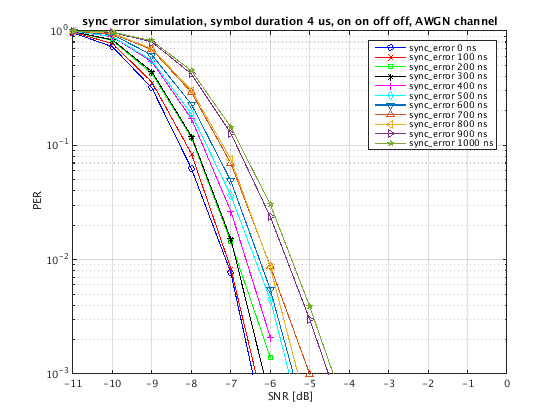 sync error simulation, symbol duration 4 us, on on off off, AWGN channel
PER
10^0
10^-1
10^-2
10^-3
sync_error 0 ns
sync_error 100 ns
sync_error 200 ns
sync_error 300 ns
sync_error 400 ns
sync_error 500 ns
sync_error 600 ns
sync_error 700 ns
sync_error 800 ns
sync_error 900 ns
sync_error 1000 ns
-11 -10 -9 -8 -7 -6 -5 -4 -3 -2 -1 0
SNR [dB]